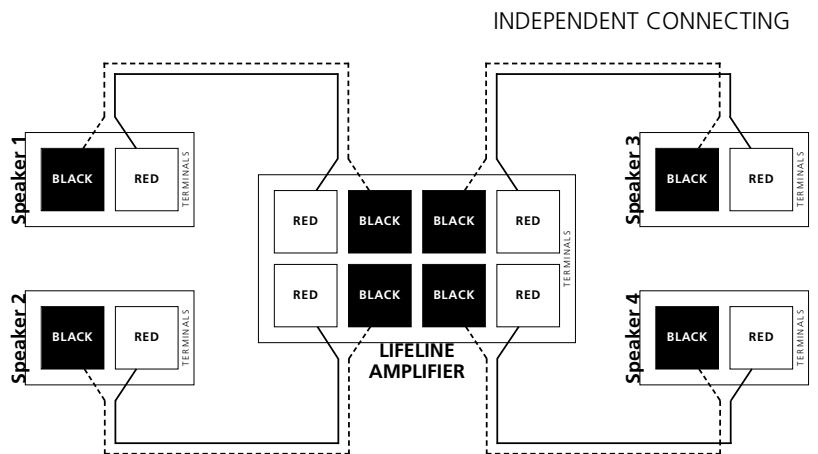 INDEPENDENT CONNECTING
Speaker 1
BLACK
RED
TERMINALS
Speaker 3
BLACK
RED
TERMINALS
RED
BLACK
BLACK
RED
RED
BLACK
BLACK
RED
TERMINALS
LIFELINE
AMPLIFIER
Speaker 2
BLACK
RED
TERMINALS
Speaker 4
BLACK
RED
TERMINALS